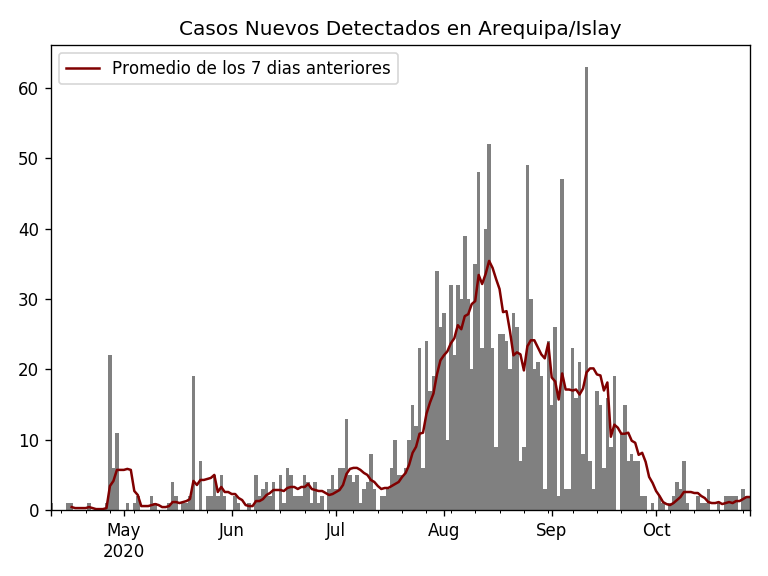 Casos Nuevos Detectados en Arequipa/Islay
Promedio de los 7 dias anteriores
60
50
40
30
20
10
0
May Jun Jul Aug Sep Oct
2020